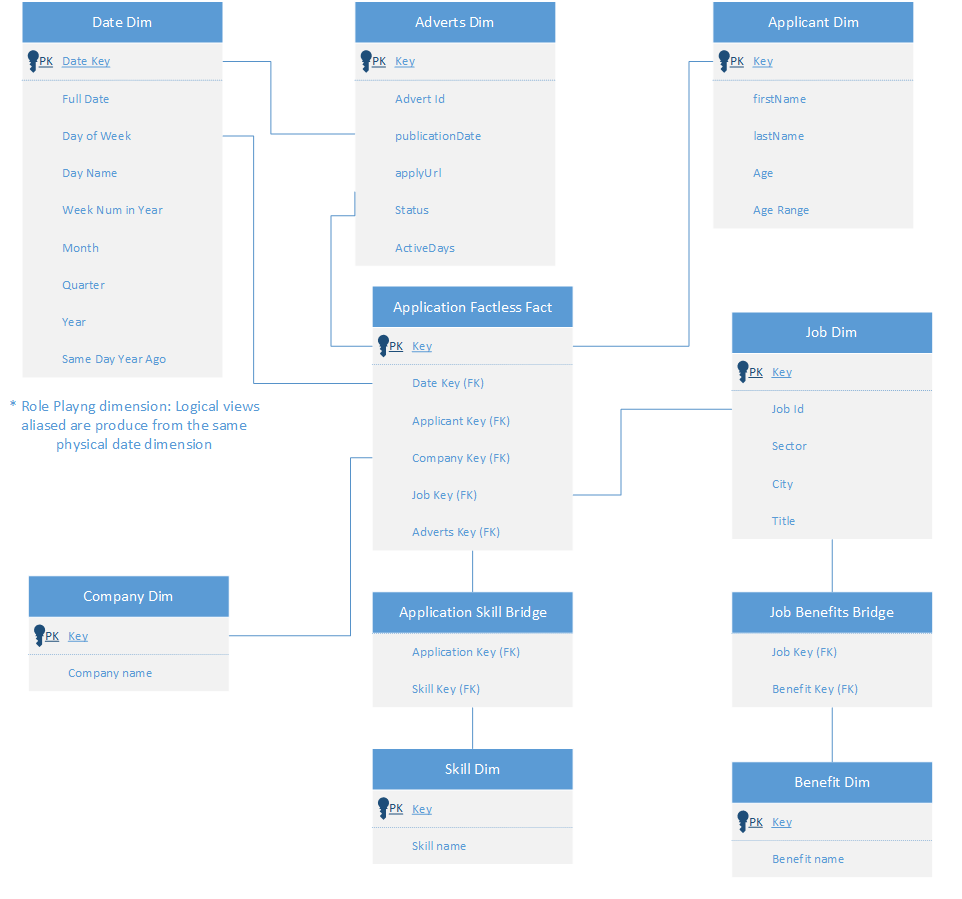 Date Dim
PK Date Key
Full Date
Day of Week
Day Name
Week Num in Year
Month
Quarter
Year
Same Day Year Ago
* Role Playng dimension: Logical views
aliased are produce from the same
physical date dimension
Adverts Dim
PK Key
Advert Id
publicationDate
applyUrl
Status
ActiveDays
Applicant Dim
PK Key
firstName
lastName
Age
Age Range
Application Factless Fact
PK Key
Date Key (FK)
Applicant Key (FK)
Company Key (FK)
Job Key (FK)
Adverts Key (FK)
Job Dim
PK Key
Job Id
Sector
City
Title
Company Dim
PK Key
Company name
Application Skill Bridge
Application Key (FK)
Skill Key (FK)
Job Benefits Bridge
Job Key (FK)
Benefit Key (FK)
Skill Dim
PK Key
Skill name
Benefit Dim
PK Key
Benefit name